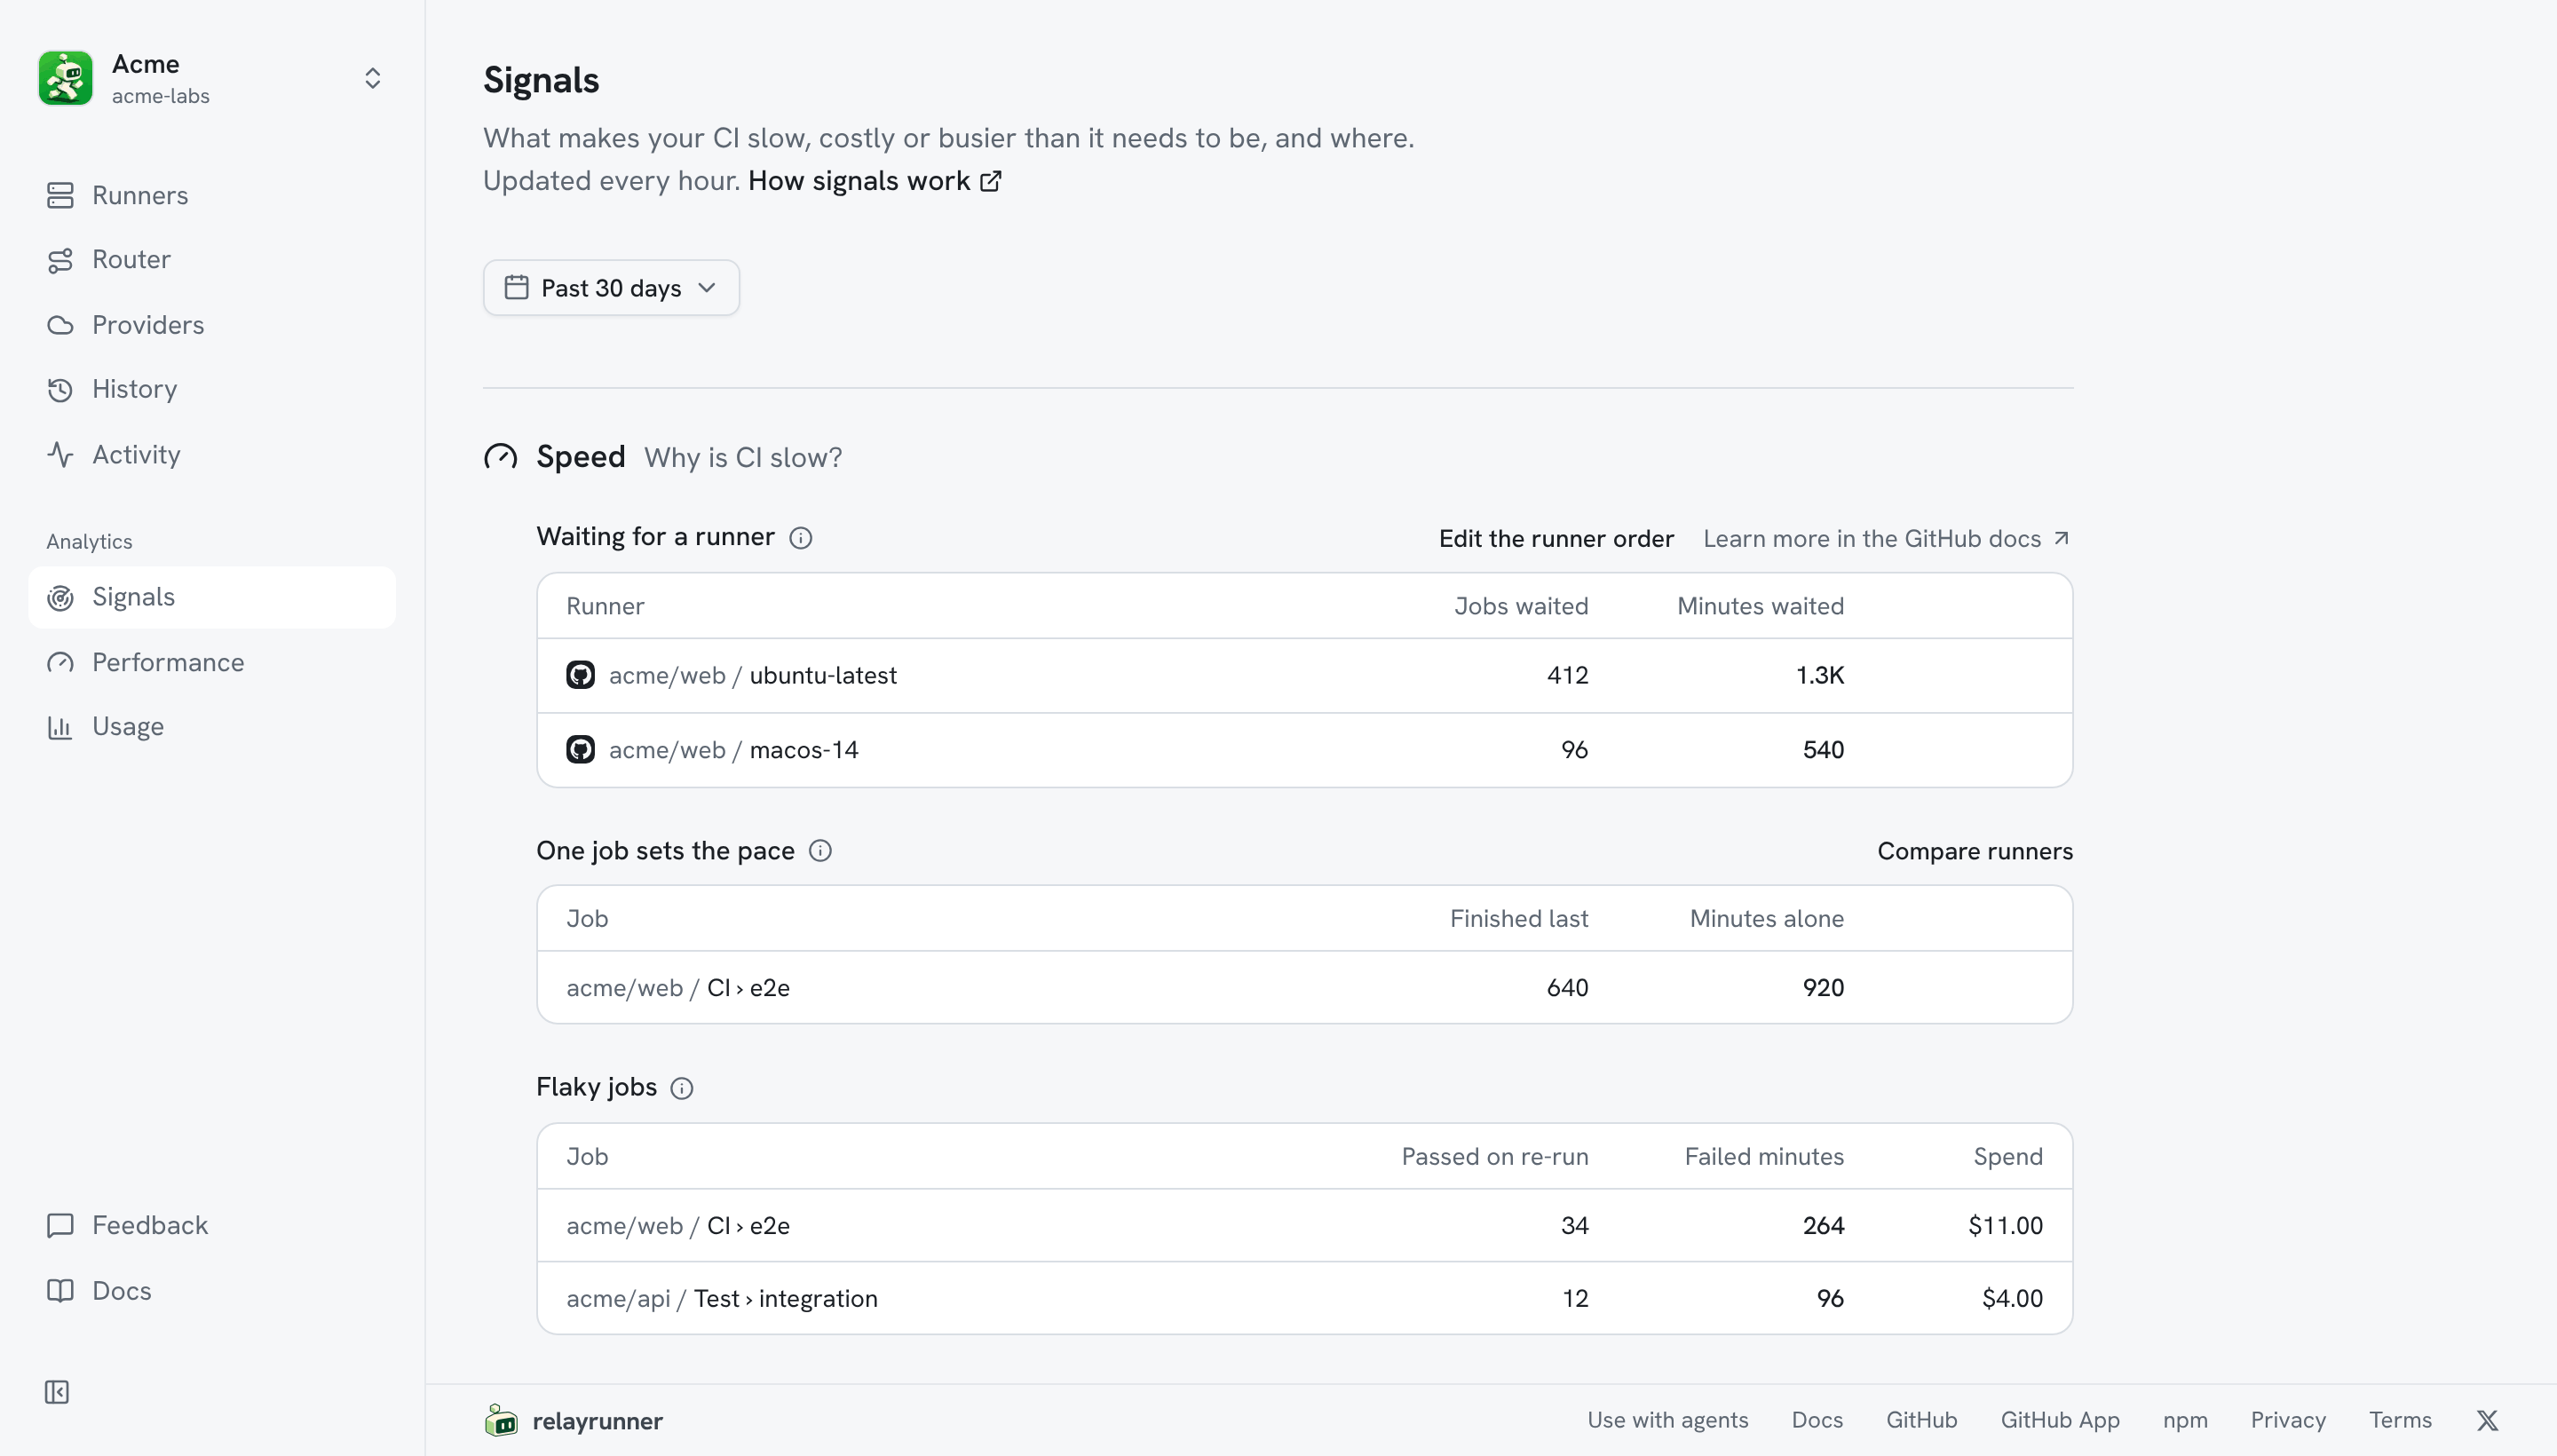 Acme
acme-labs
Runners
Router
Providers
History
Activity
Analytics
Signals
Performance
Usage
Feedback
Docs
Signals
What makes your CI slow, costly or busier than it needs to be, and where.
Updated every hour. How signals work
Past 30 days
Speed Why is CI slow?
Waiting for a runner Edit the runner order Learn more in the GitHub docs
Runner Jobs waited Minutes waited
acme/web / ubuntu-latest 412 1.3K
acme/web / macos-14 96 540
One job sets the pace Compare runners
Job Finished last Minutes alone
acme/web / CI › e2e 640 920
Flaky jobs
Job Passed on re-run Failed minutes Spend
acme/web / CI › e2e 34 264 $11.00
acme/api / Test › integration 12 96 $4.00
relayrunner Use with agents Docs GitHub GitHub App npm Privacy Terms